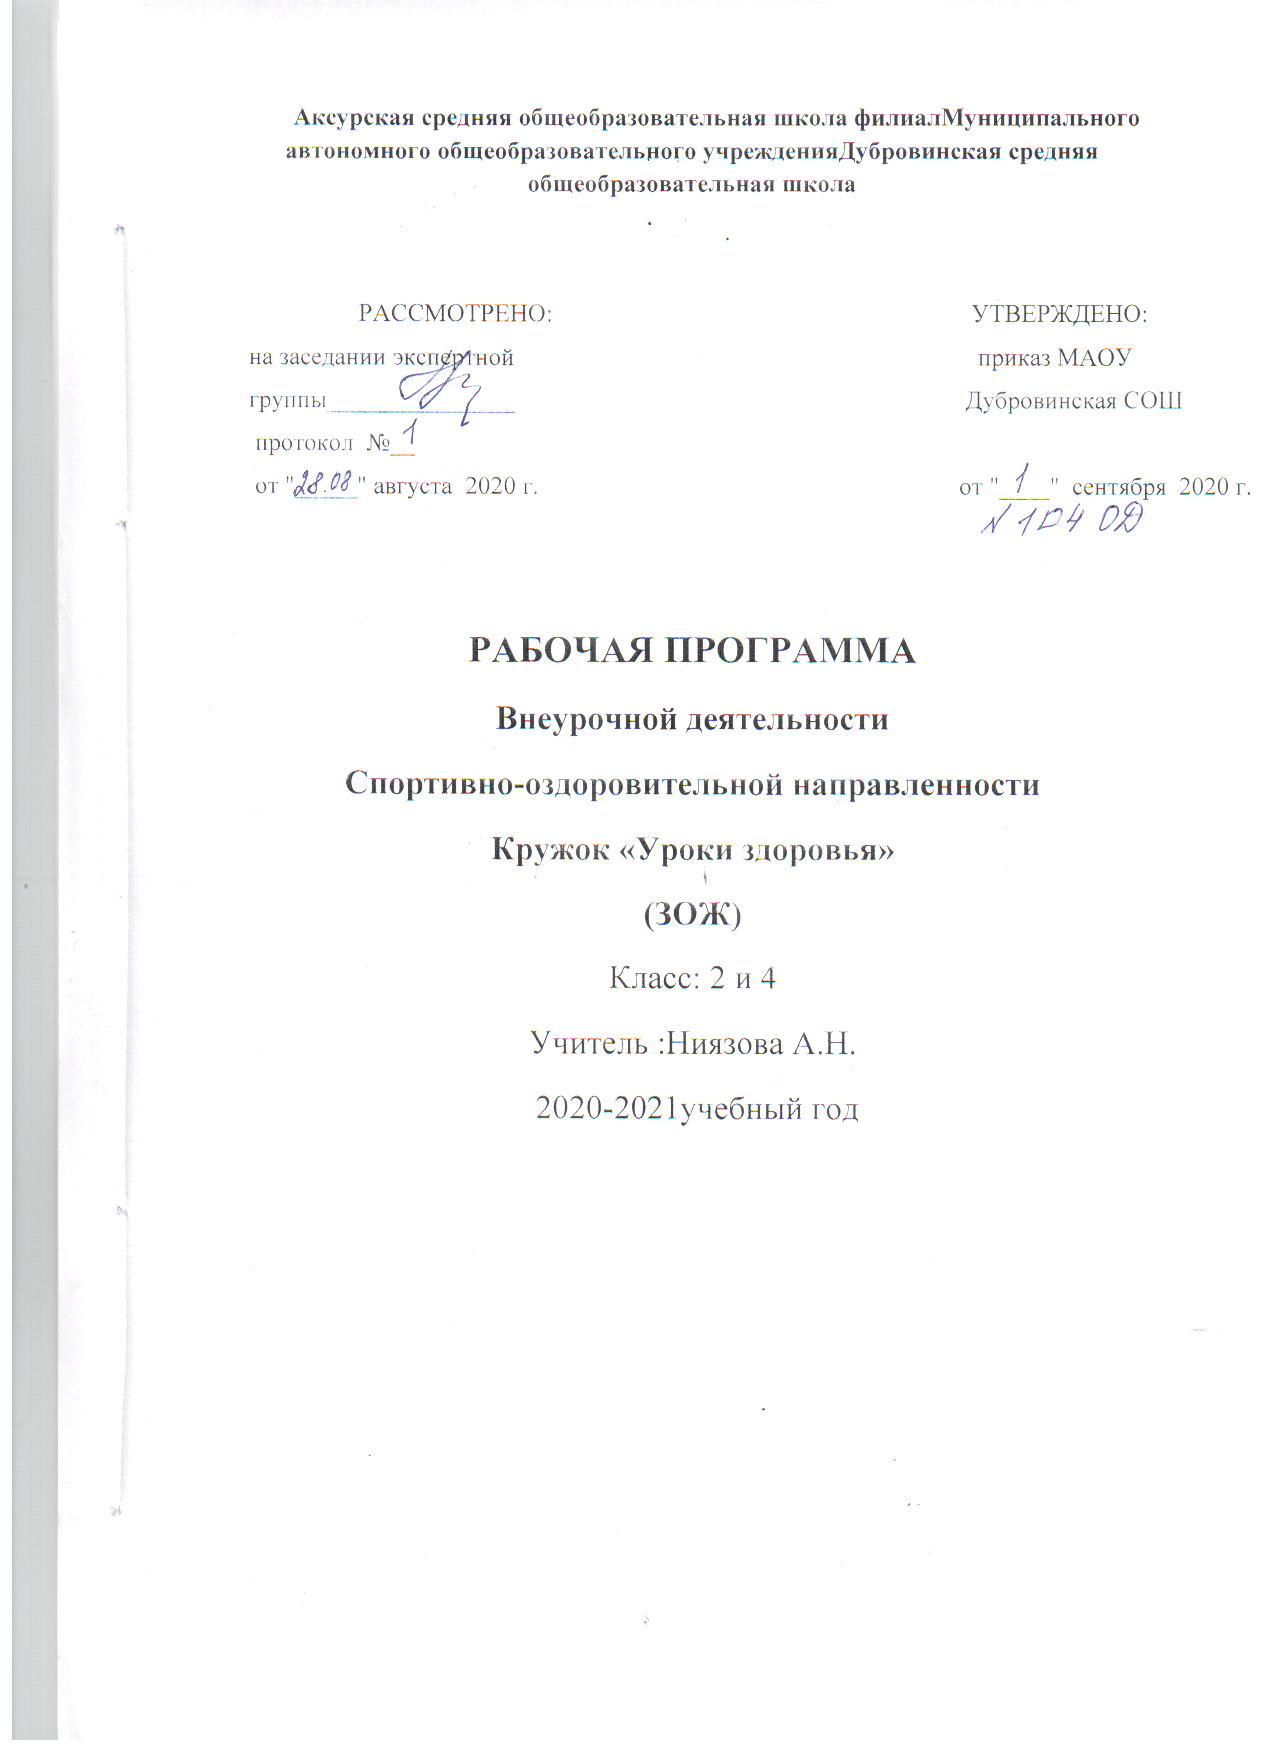 Аксурская средняя общеобразовательная школа филиалМуниципального
автономного общеобразовательного учрежденияДубровинская средняя
общеобразовательная школа
РАССМОТРЕНО:
на заседании экспертной
группы
протокол №1
от "28.08" августа 2020 г.
УТВЕРЖДЕНО:
приказ МАОУ
Дубровинская СОШ
от "1" сентября 2020 г.
N 104 ОД
РАБОЧАЯ ПРОГРАММА
Внеурочной деятельности
Спортивно-оздоровительной направленности
Кружок «Уроки здоровья»
(ЗОЖ)
Класс: 2 и 4
Учитель :Ниязова А.Н.
2020-2021учебный год